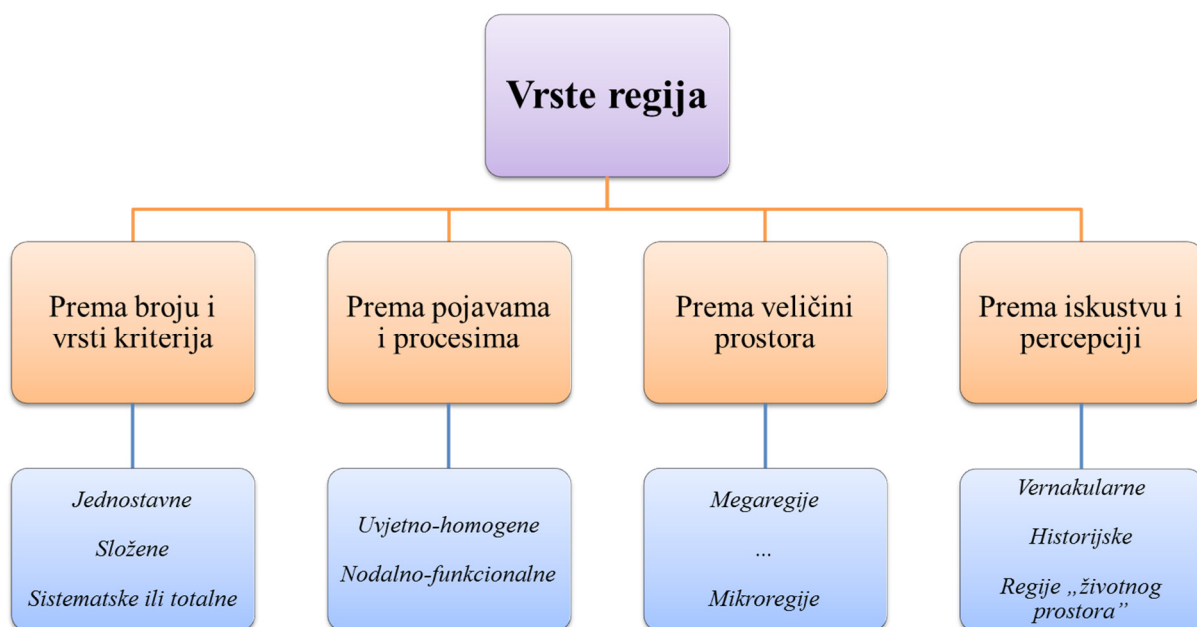 Vrste regija
Prema broju i
vrsti kriterija
Prema pojavama
i procesima
Prema veličini
prostora
Prema iskustvu i
percepciji
Jednostavne
Složene
Sistematske ili totalne
Uvjetno-homogene
Nodalno-funkcionalne
Megaregije
...
Mikroregije
Vernakularne
Historijske
Regije „životnog
prostora”